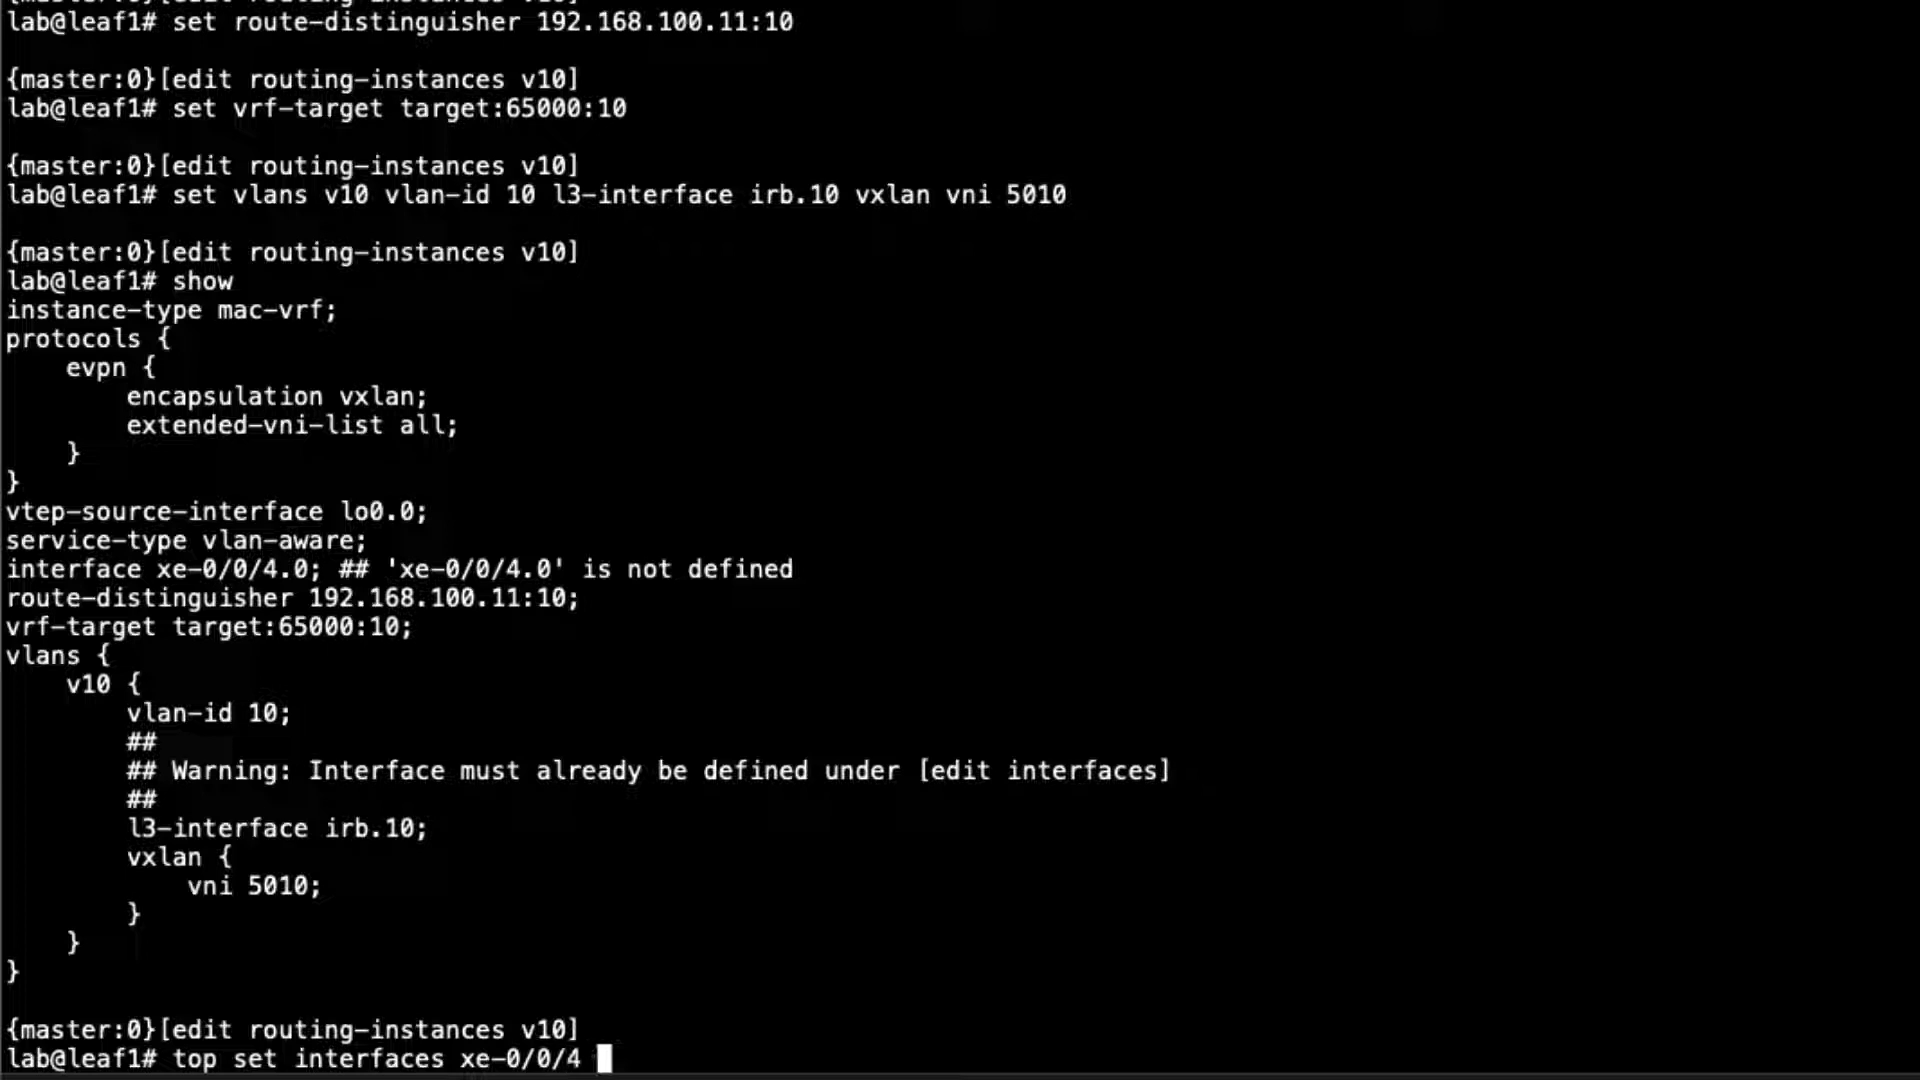 {master:0}[edit routing-instances v10]
lab@leaf1# set route-distinguisher 192.168.100.11:10
{master:0}[edit routing-instances v10]
lab@leaf1# set vrf-target target:65000:10
{master:0}[edit routing-instances v10]
lab@leaf1# set vlans v10 vlan-id 10 l3-interface irb.10 vxlan vni 5010
{master:0}[edit routing-instances v10]
lab@leaf1# show
instance-type mac-vrf;
protocols {
    evpn {
        encapsulation vxlan;
        extended-vni-list all;
    }
}
vtep-source-interface lo0.0;
service-type vlan-aware;
interface xe-0/0/4.0; ## 'xe-0/0/4.0' is not defined
route-distinguisher 192.168.100.11:10;
vrf-target target:65000:10;
vlans {
    v10 {
        vlan-id 10;
        ##
        ## Warning: Interface must already be defined under [edit interfaces]
        ##
        l3-interface irb.10;
        vxlan {
            vni 5010;
        }
    }
}
{master:0}[edit routing-instances v10]
lab@leaf1# top set interfaces xe-0/0/4